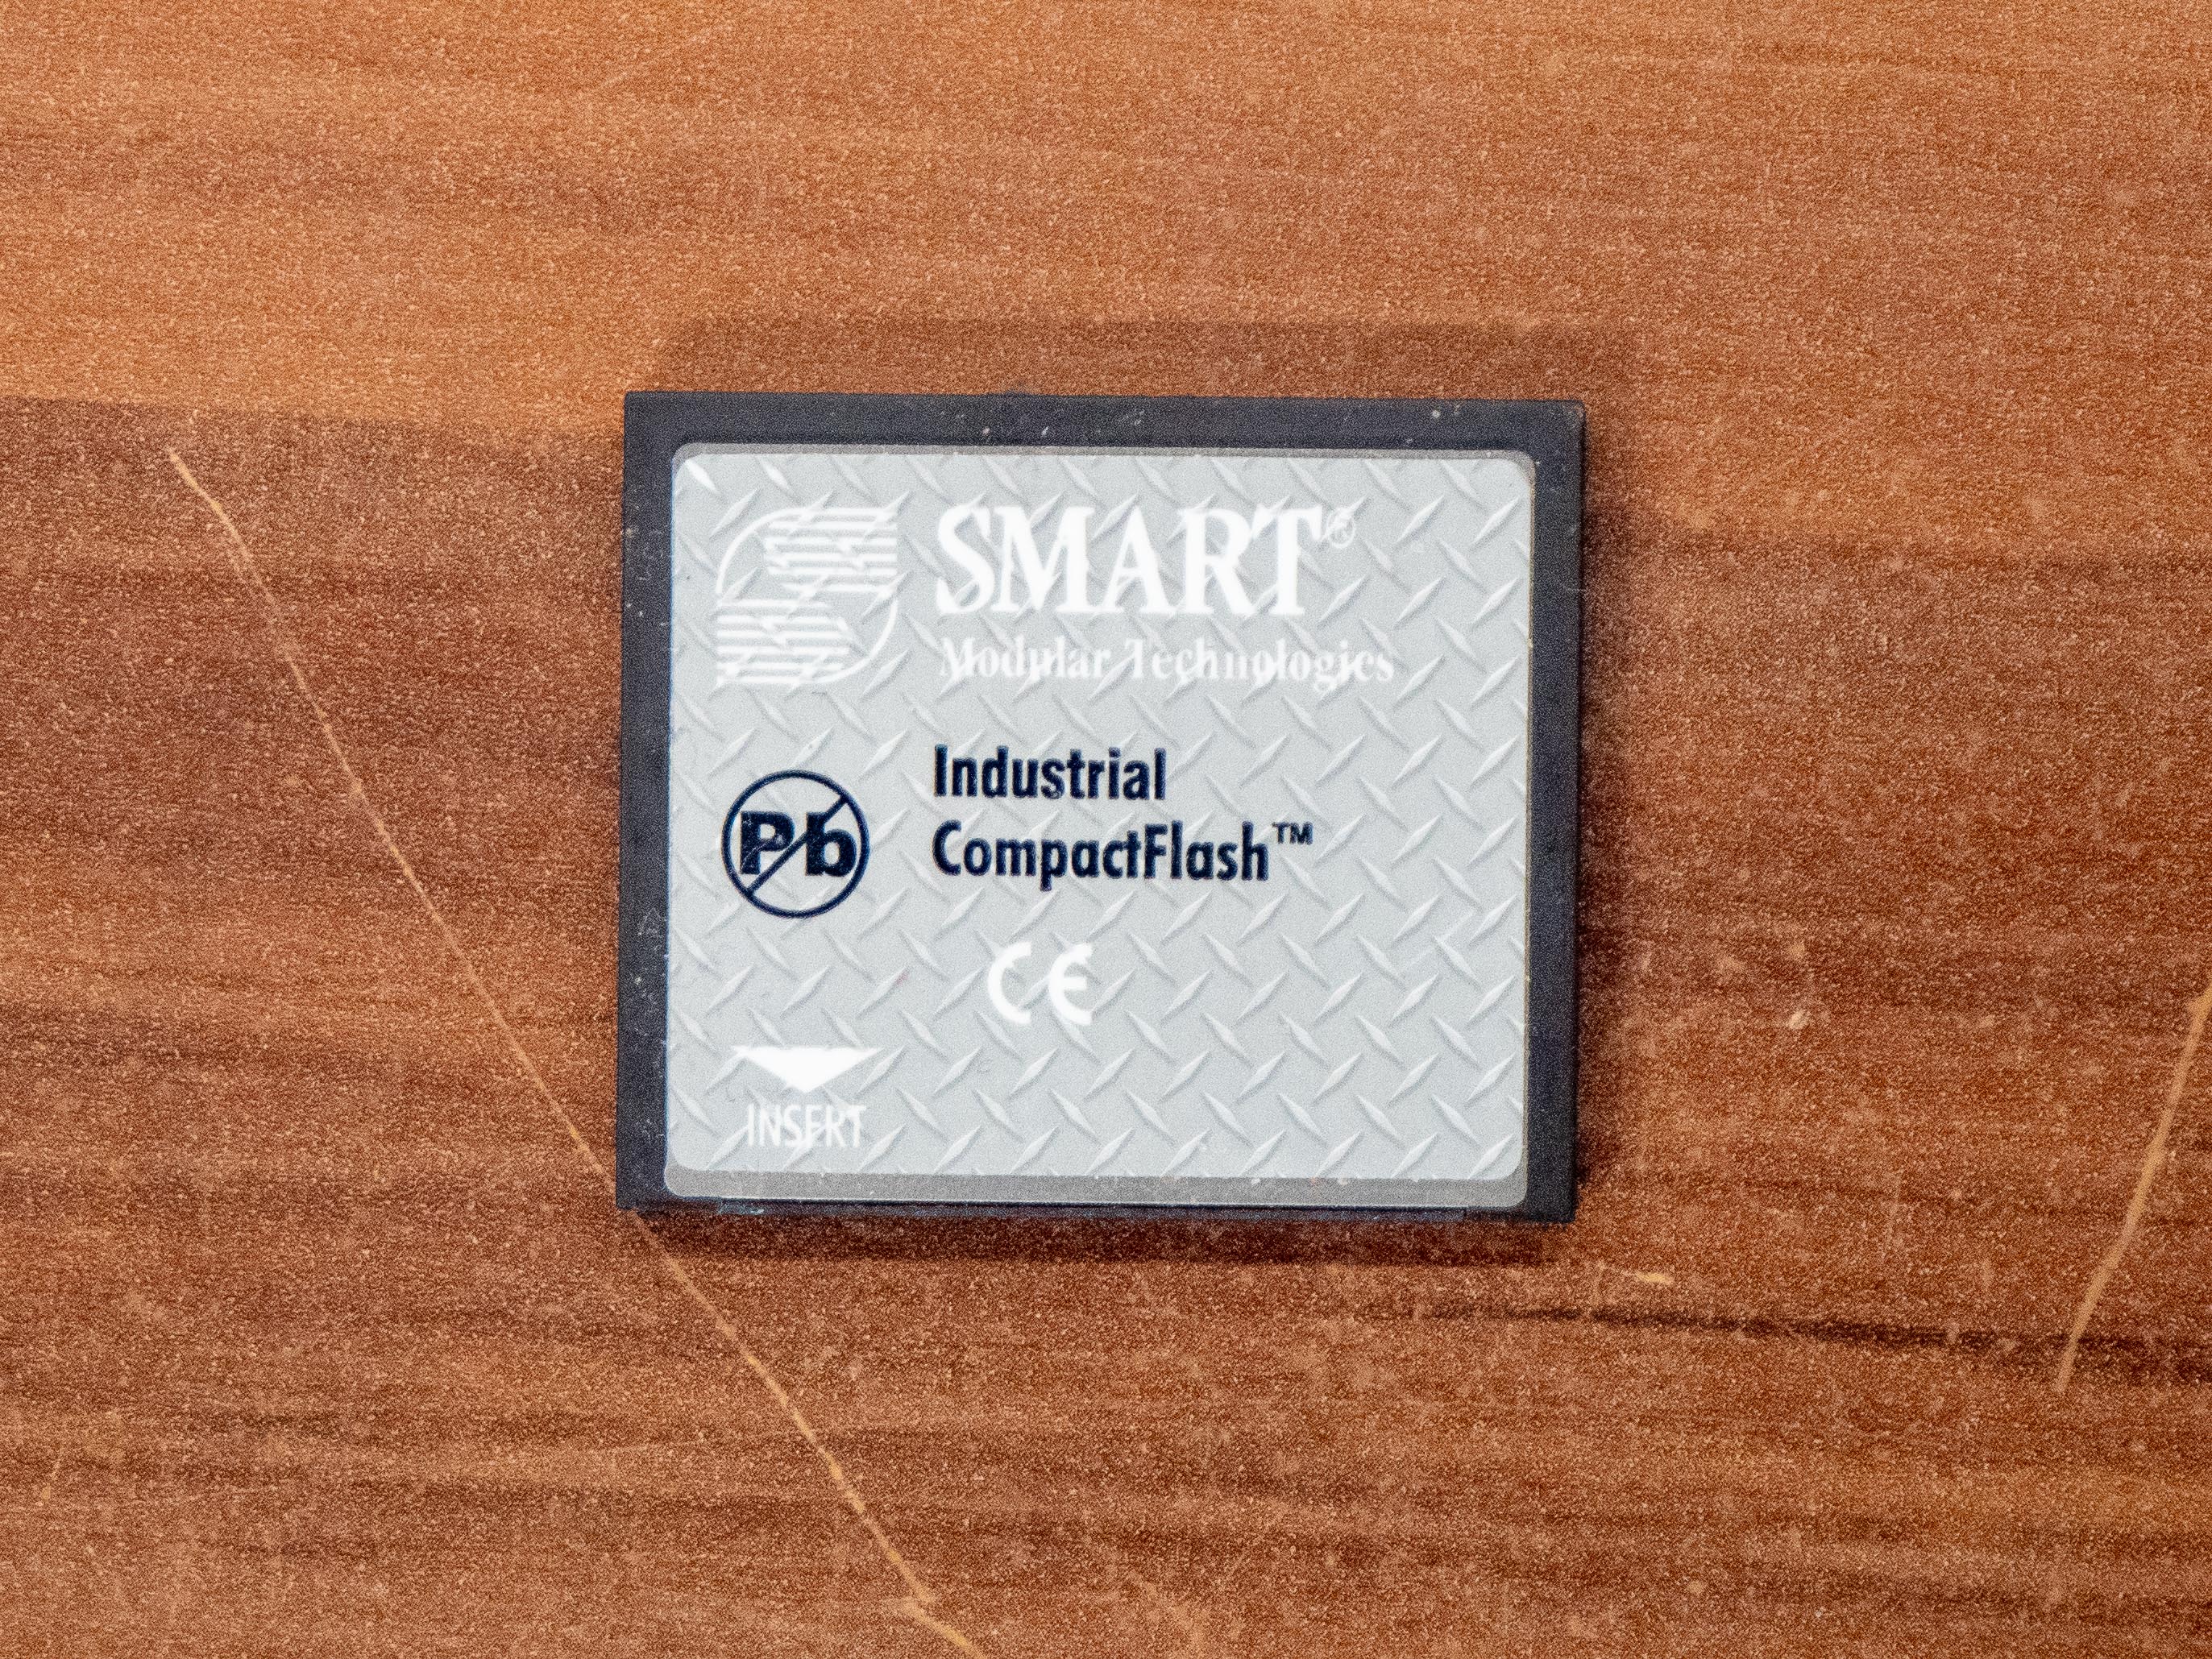 SMART®
Modular Technologies
Industrial
CompactFlash™
Pb
CE
INSERT